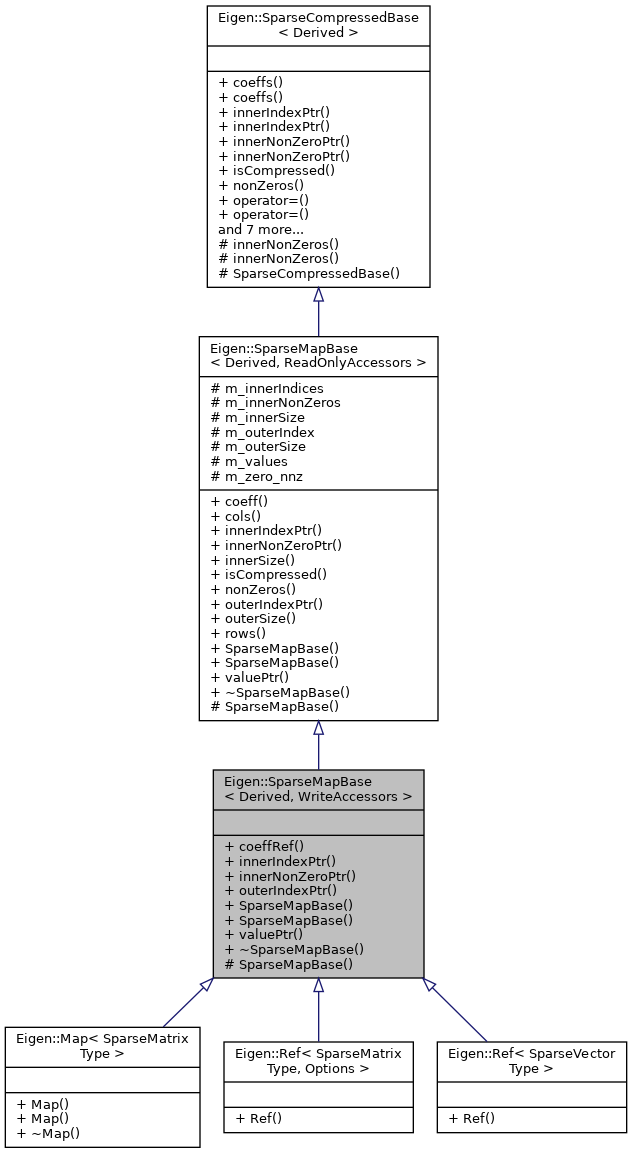 Eigen::SparseCompressedBase
< Derived >
+ coeffs()
+ coeffs()
+ innerIndexPtr()
+ innerIndexPtr()
+ innerNonZeroPtr()
+ innerNonZeroPtr()
+ isCompressed()
+ nonZeros()
+ operator=()
+ operator=()
and 7 more...
# innerNonZeros()
# innerNonZeros()
# SparseCompressedBase()
Eigen::SparseMapBase
< Derived, ReadOnlyAccessors >
# m_innerIndices
# m_innerNonZeros
# m_innerSize
# m_outerIndex
# m_outerSize
# m_values
# m_zero_nnz
+ coeff()
+ cols()
+ innerIndexPtr()
+ innerNonZeroPtr()
+ innerSize()
+ isCompressed()
+ nonZeros()
+ outerIndexPtr()
+ outerSize()
+ rows()
+ SparseMapBase()
+ SparseMapBase()
+ valuePtr()
+ ~SparseMapBase()
# SparseMapBase()
Eigen::SparseMapBase
< Derived, WriteAccessors >
+ coeffRef()
+ innerIndexPtr()
+ innerNonZeroPtr()
+ outerIndexPtr()
+ SparseMapBase()
+ SparseMapBase()
+ valuePtr()
+ ~SparseMapBase()
# SparseMapBase()
Eigen::Map< SparseMatrix
Type >
+ Map()
+ Map()
+ ~Map()
Eigen::Ref< SparseMatrix
Type, Options >
+ Ref()
Eigen::Ref< SparseVector
Type >
+ Ref()